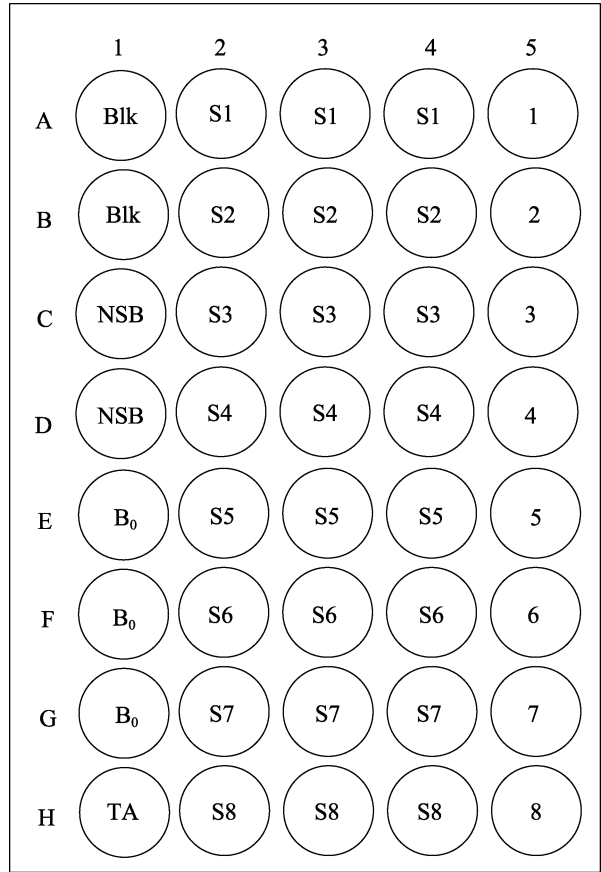 1 2 3 4 5
A Blk S1 S1 S1 1
B Blk S2 S2 S2 2
C NSB S3 S3 S3 3
D NSB S4 S4 S4 4
E B₀ S5 S5 S5 5
F B₀ S6 S6 S6 6
G B₀ S7 S7 S7 7
H TA S8 S8 S8 8